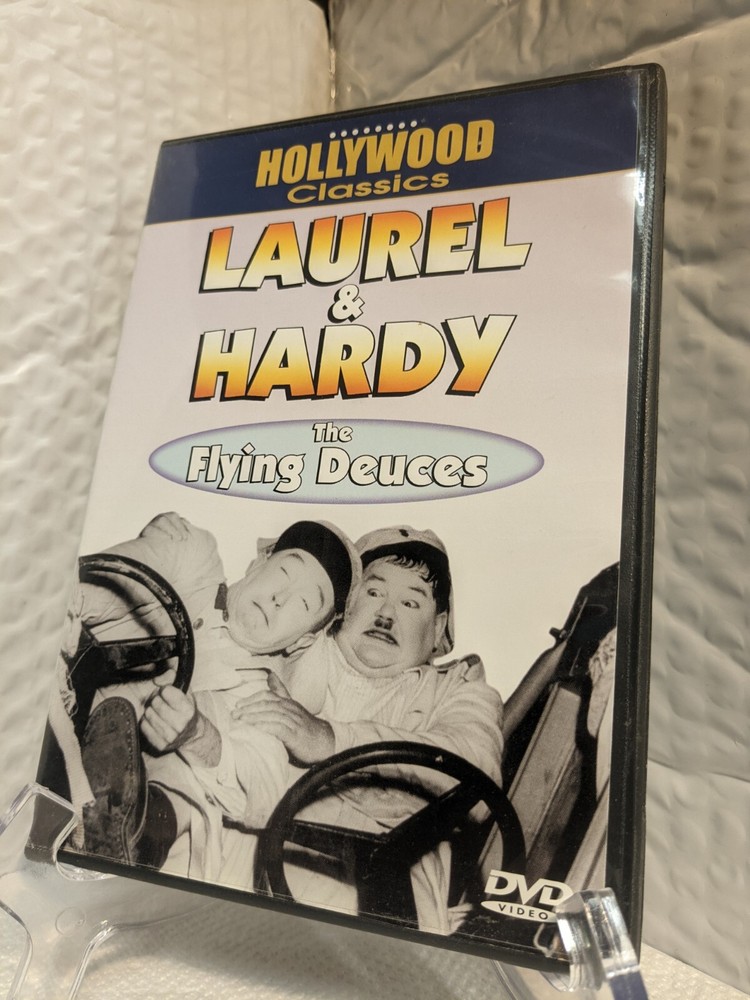 HOLLYWOOD
Classics
LAUREL
&
HARDY
The
Flying Deuces
DVD
VIDEO